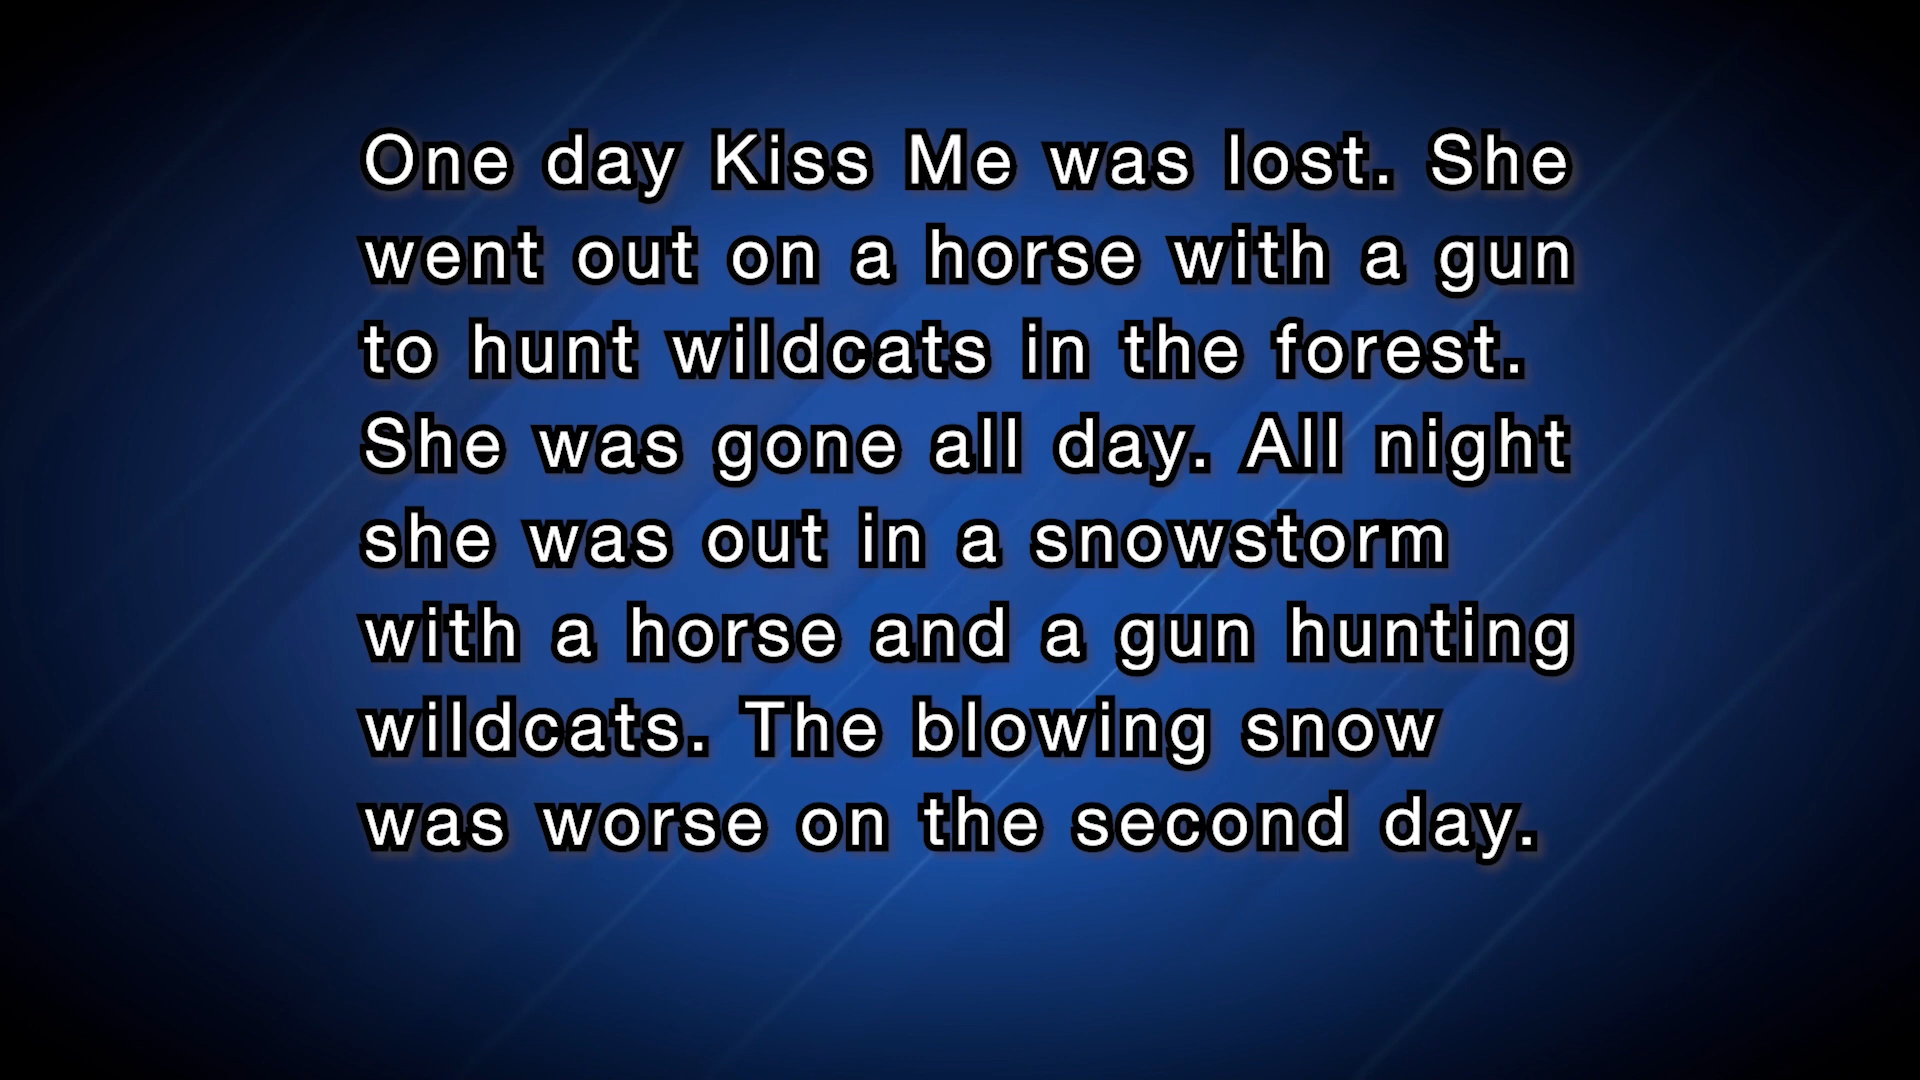 One day Kiss Me was lost. She
went out on a horse with a gun
to hunt wildcats in the forest.
She was gone all day. All night
she was out in a snowstorm
with a horse and a gun hunting
wildcats. The blowing snow
was worse on the second day.